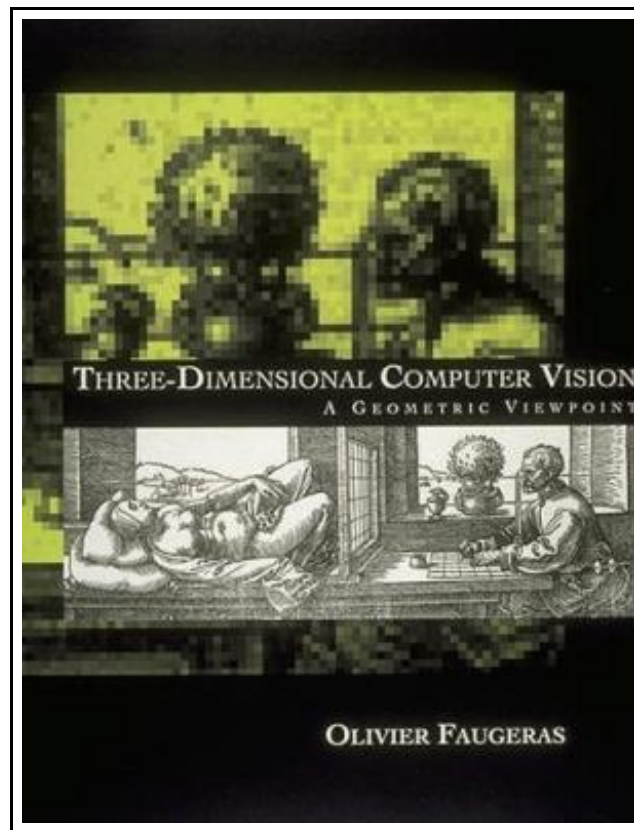 THREE-DIMENSIONAL COMPUTER VISION
A GEOMETRIC VIEWPOINT
OLIVIER FAUGERAS